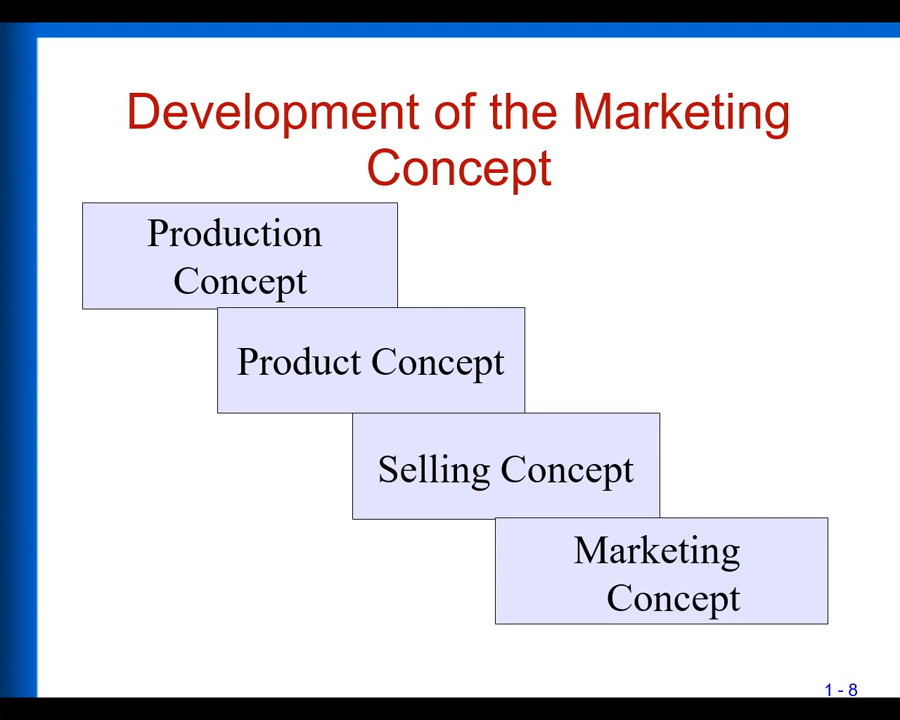 Development of the Marketing
Concept
Production
Concept
Product Concept
Selling Concept
Marketing
Concept
1 - 8